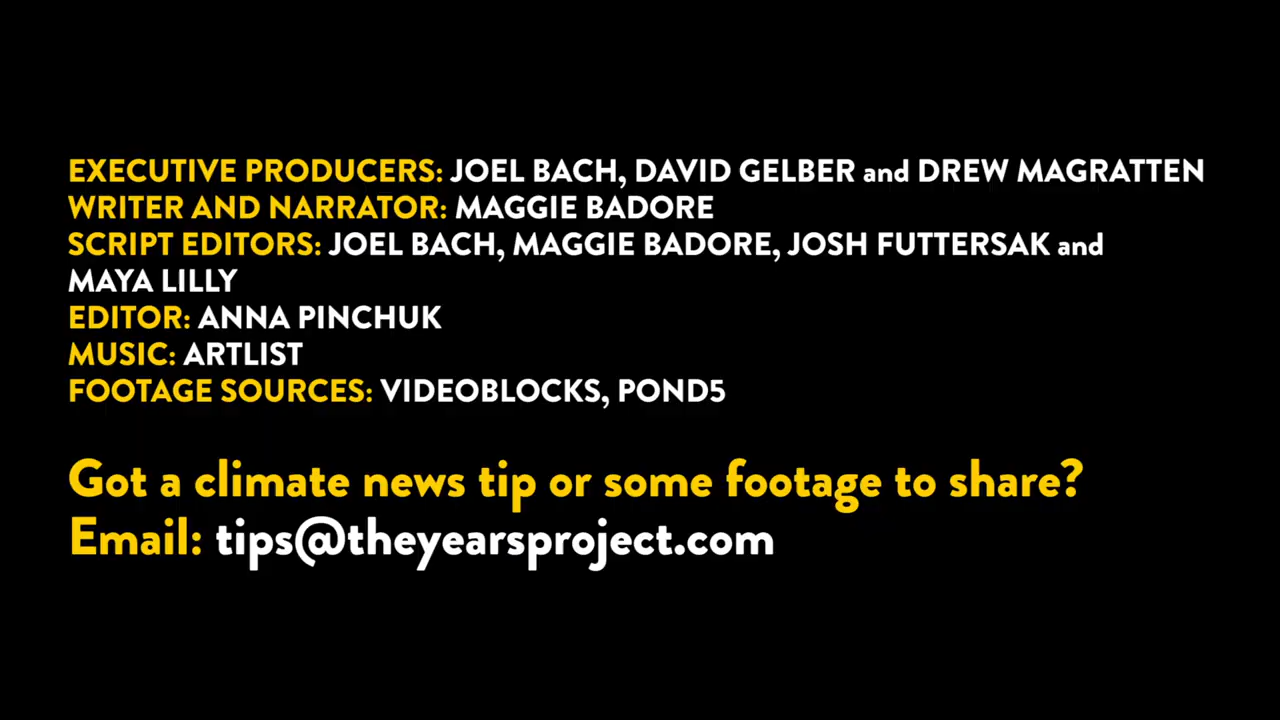 EXECUTIVE PRODUCERS: JOEL BACH, DAVID GELBER and DREW MAGRATTEN
WRITER AND NARRATOR: MAGGIE BADORE
SCRIPT EDITORS: JOEL BACH, MAGGIE BADORE, JOSH FUTTERSAK and
MAYA LILLY
EDITOR: ANNA PINCHUK
MUSIC: ARTLIST
FOOTAGE SOURCES: VIDEOBLOCKS, POND5
Got a climate news tip or some footage to share?
Email: tips@theyearsproject.com